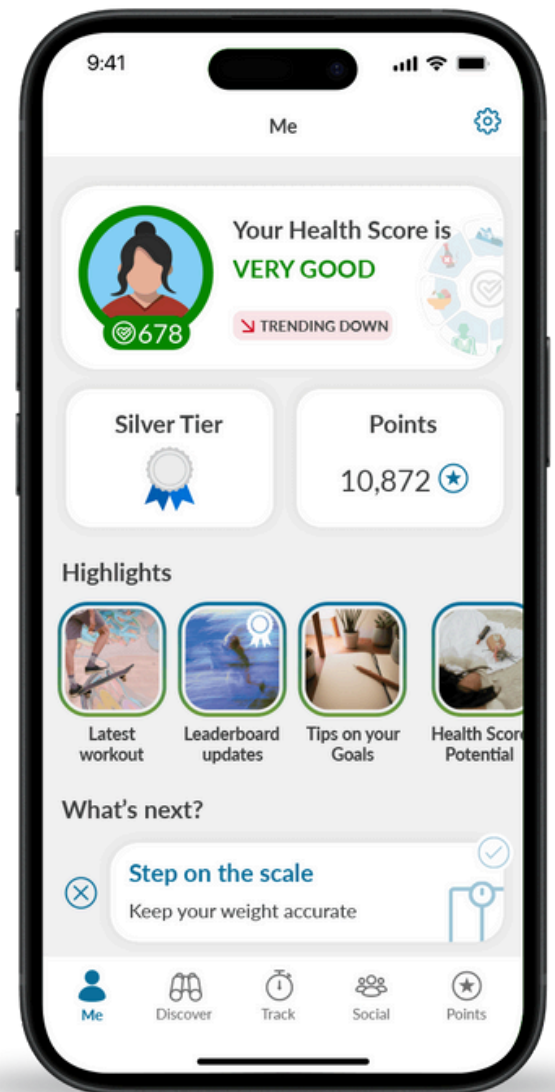 9:41
Me
Your Health Score is
VERY GOOD
678
TRENDING DOWN
Silver Tier
Points
10,872
Highlights
Latest
workout
Leaderboard
updates
Tips on your
Goals
Health Score
Potential
What's next?
Step on the scale
Keep your weight accurate
Me
Discover
Track
Social
Points